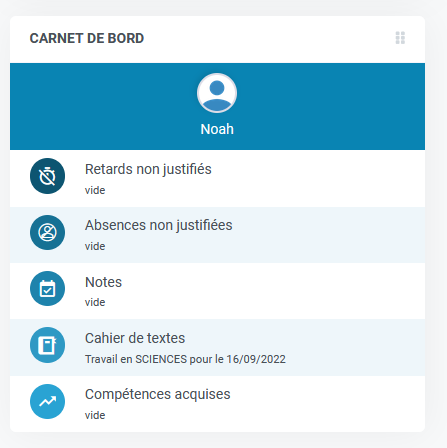 CARNET DE BORD
Noah
Retards non justifiés
vide
Absences non justifiées
vide
Notes
vide
Cahier de textes
Travail en SCIENCES pour le 16/09/2022
Compétences acquises
vide